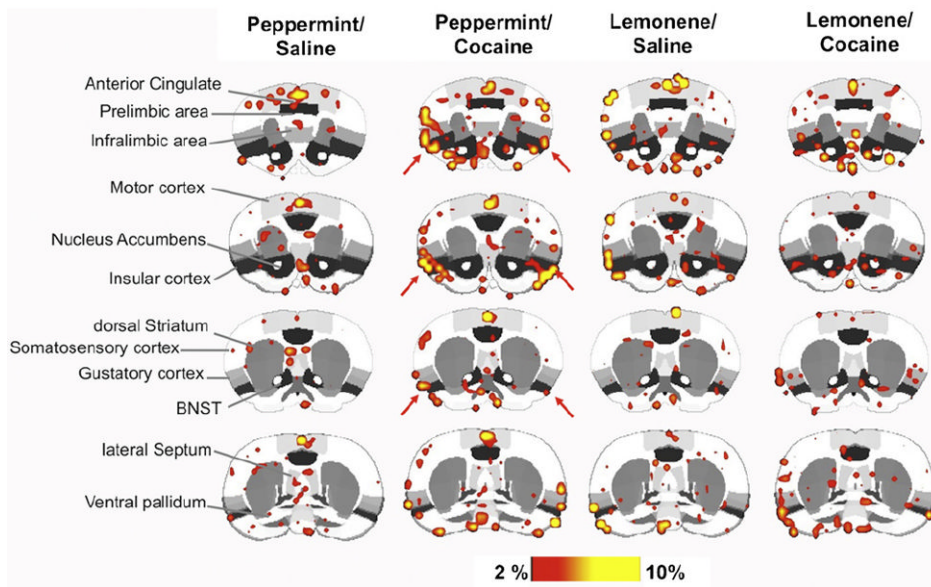 Peppermint/
Saline
Peppermint/
Cocaine
Lemonene/
Saline
Lemonene/
Cocaine
Anterior Cingulate
Prelimbic area
Infralimbic area
Motor cortex
Nucleus Accumbens
Insular cortex
dorsal Striatum
Somatosensory cortex
Gustatory cortex
BNST
lateral Septum
Ventral pallidum
2 % 10%